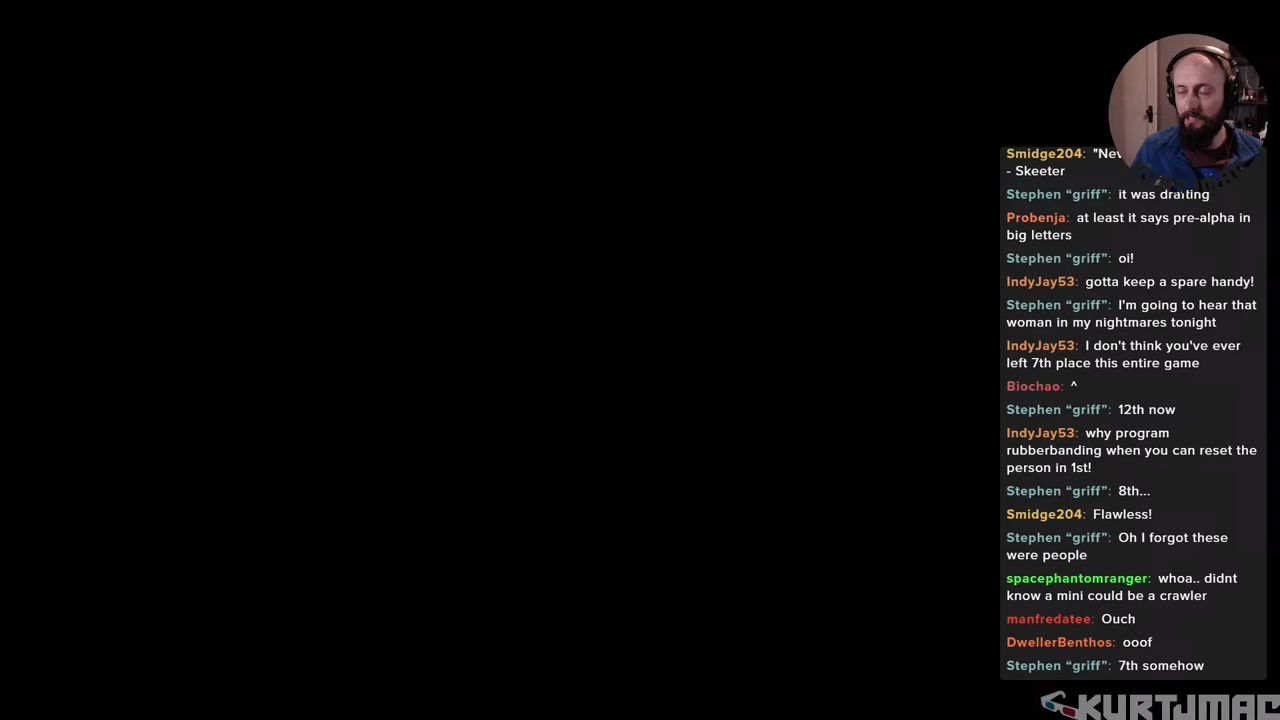 Smidge204: "Nev
- Skeeter
Stephen “griff”: it was drafting
Probenja: at least it says pre-alpha in
big letters
Stephen “griff”: oi!
IndyJay53: gotta keep a spare handy!
Stephen “griff”: I'm going to hear that
woman in my nightmares tonight
IndyJay53: I don't think you've ever
left 7th place this entire game
Biochao: ^
Stephen “griff”: 12th now
IndyJay53: why program
rubberbanding when you can reset the
person in 1st!
Stephen “griff”: 8th...
Smidge204: Flawless!
Stephen “griff”: Oh I forgot these
were people
spacephantomranger: whoa.. didnt
know a mini could be a crawler
manfredatee: Ouch
DwellerBenthos: ooof
Stephen “griff”: 7th somehow
KURTJMAC